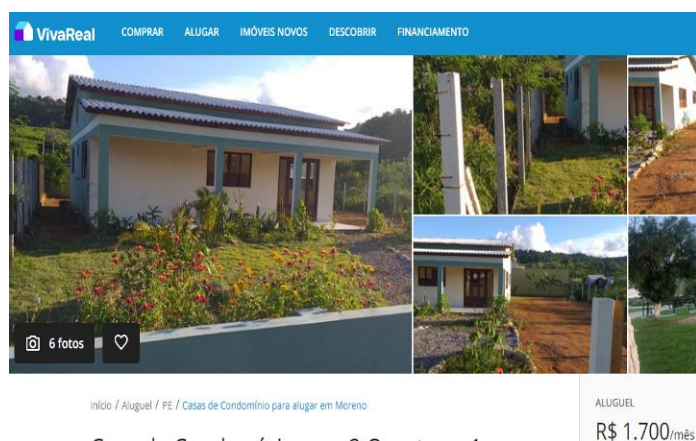 VivaReal COMPRAR ALUGAR IMÓVEIS NOVOS DESCOBRIR FINANCIAMENTO
6 fotos
Início / Aluguel / PE / Casas de Condomínio para alugar em Moreno
ALUGUEL
R$ 1.700/mês